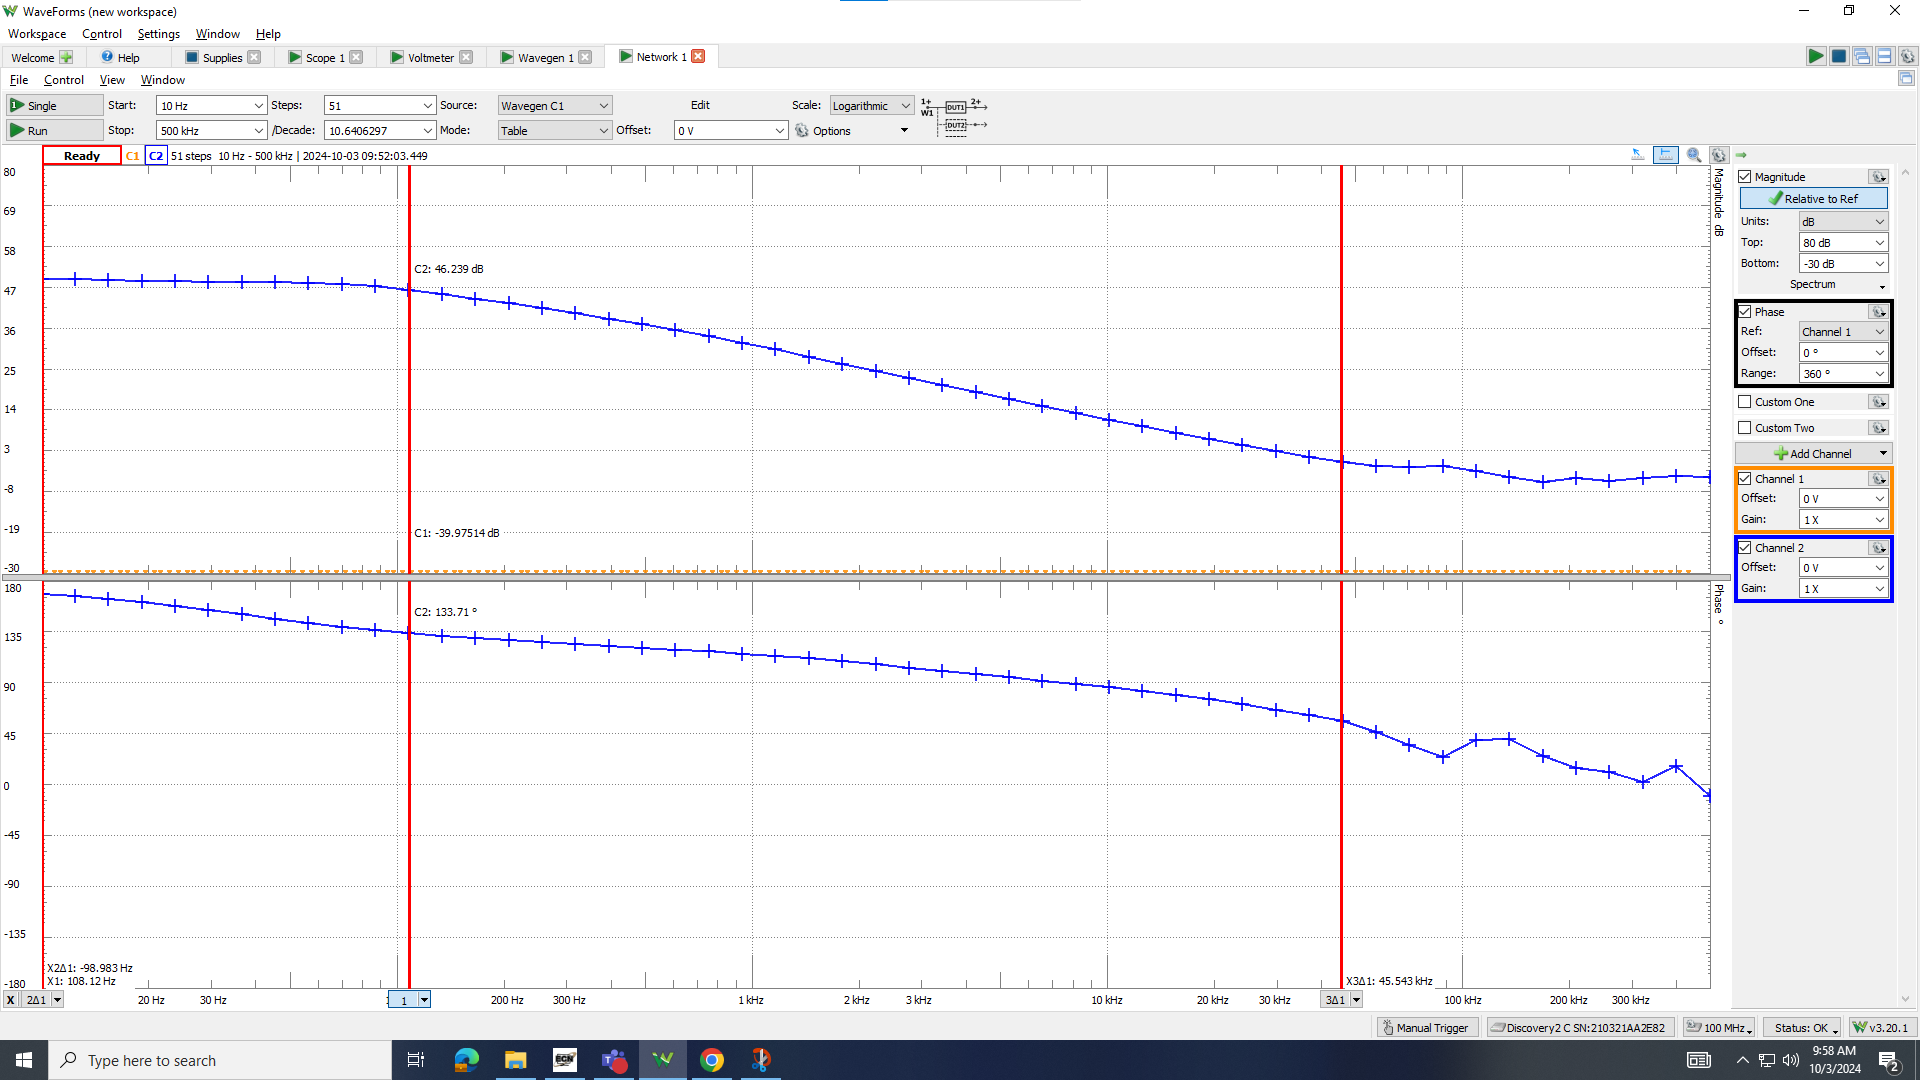 WaveForms (new workspace)
Workspace Control Settings Window Help
Welcome Help Supplies Scope 1 Voltmeter Wavegen 1 Network 1
File Control View Window
Single Start: 10 Hz Steps: 51 Source: Wavegen C1 Edit Scale: Logarithmic 1+ DUT1 2+
W1
Run Stop: 500 kHz /Decade: 10.6406297 Mode: Table Offset: 0 V Options DUT2
Ready C1 C2 51 steps 10 Hz - 500 kHz | 2024-10-03 09:52:03.449
80
69
58
47
36
25
14
3
-8
-19
-30
Magnitude dB
C2: 46.239 dB
C1: -39.97514 dB
180
135
90
45
0
-45
-90
-135
-180
Phase °
C2: 133.71 °
X2Δ1: -98.983 Hz
X1: 108.12 Hz
X3Δ1: 45.543 kHz
X 2Δ1 20 Hz 30 Hz 1 200 Hz 300 Hz 1 kHz 2 kHz 3 kHz 10 kHz 20 kHz 30 kHz 3Δ1 100 kHz 200 kHz 300 kHz
Magnitude
Relative to Ref
Units: dB
Top: 80 dB
Bottom: -30 dB
Spectrum
Phase
Ref: Channel 1
Offset: 0 °
Range: 360 °
Custom One
Custom Two
Add Channel
Channel 1
Offset: 0 V
Gain: 1 X
Channel 2
Offset: 0 V
Gain: 1 X
Manual Trigger Discovery2 C SN:210321AA2E82 100 MHz Status: OK v3.20.1
Type here to search
ECN
9:58 AM
10/3/2024
2